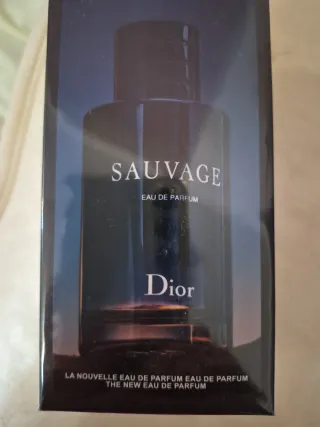 SAUVAGE
EAU DE PARFUM
Dior
LA NOUVELLE EAU DE PARFUM EAU DE PARFUM
THE NEW EAU DE PARFUM